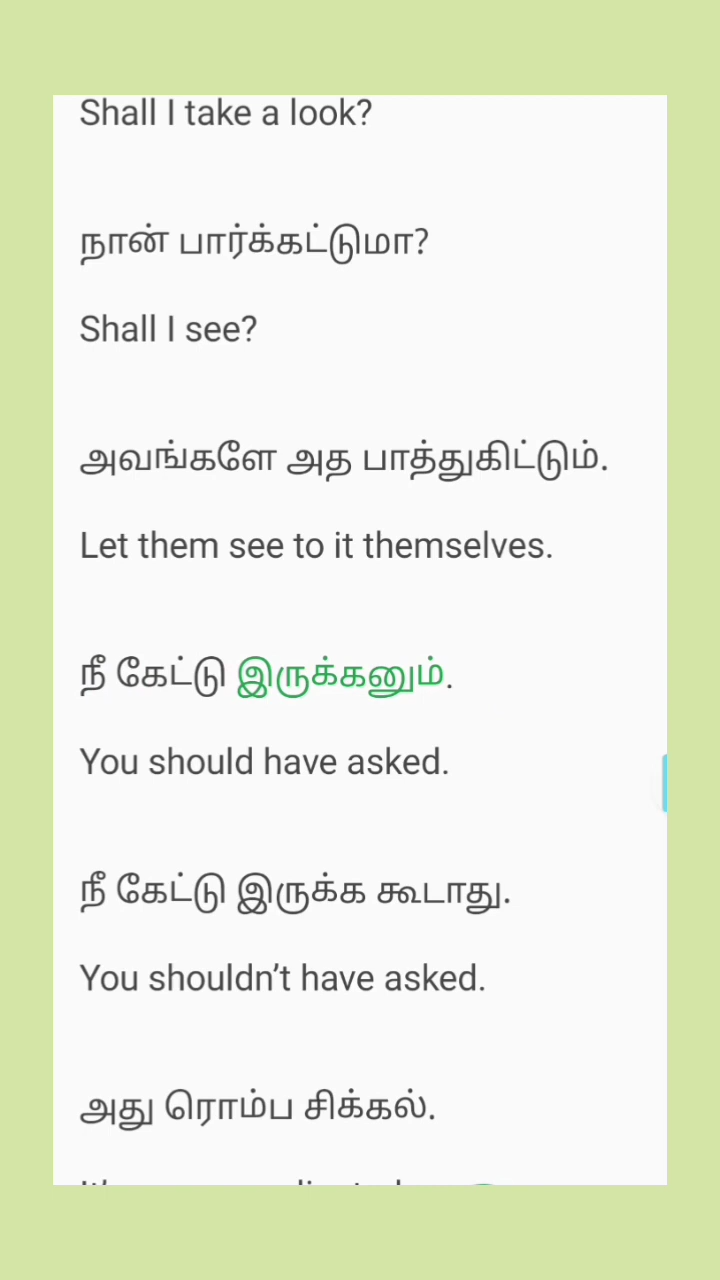 Shall I take a look?
நான் பார்க்கட்டுமா?
Shall I see?
அவங்களே அத பாத்துகிட்டும்.
Let them see to it themselves.
நீ கேட்டு இருக்கனும்.
You should have asked.
நீ கேட்டு இருக்க கூடாது.
You shouldn’t have asked.
அது ரொம்ப சிக்கல்.